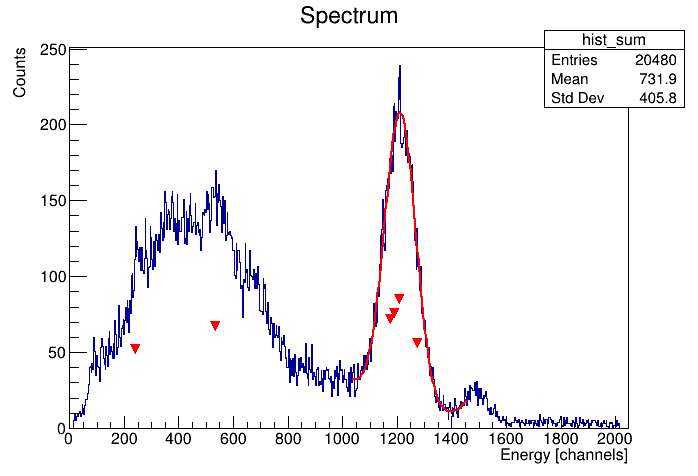 Spectrum
hist_sum
Entries 20480
Mean 731.9
Std Dev 405.8
Counts
250
200
150
100
50
0
0 200 400 600 800 1000 1200 1400 1600 1800 2000
Energy [channels]